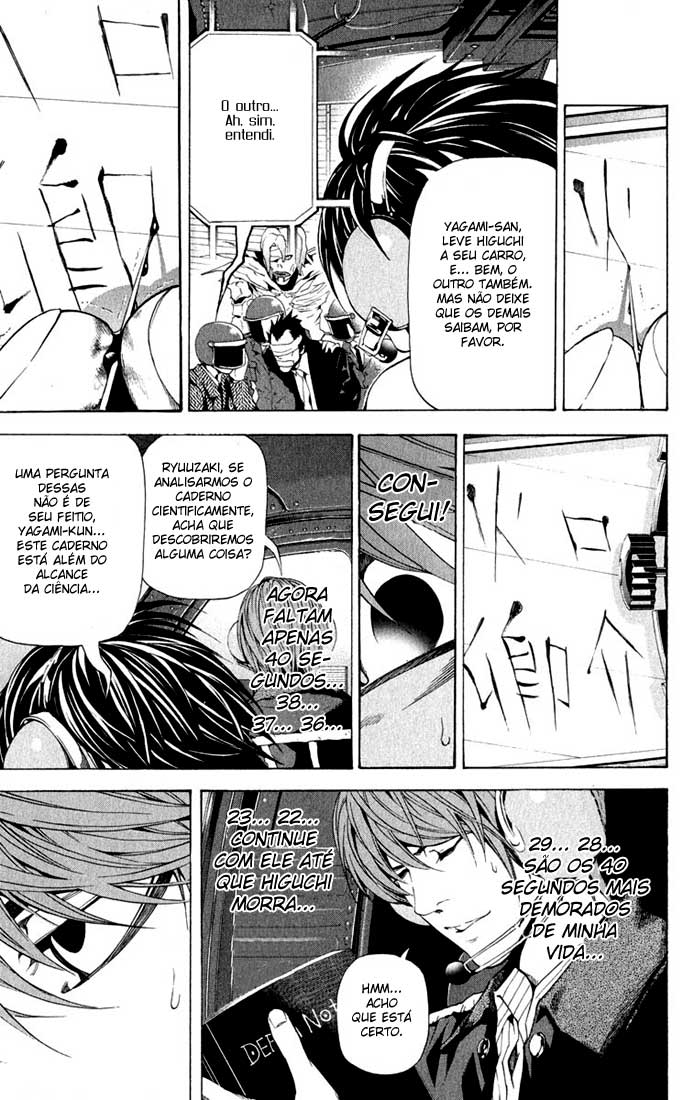 YAGAMI-SAN,
LEVE HIGUCHI
A SEU CARRO,
E... BEM, O
OUTRO TAMBÉM.
MAS NÃO DEIXE
QUE OS DEMAIS
SAIBAM, POR
FAVOR.
O outro...
Ah, sim,
entendi.
火口
卿介
CON-
SEGUI!
RYUUZAKI, SE
ANALISARMOS O
CADERNO
CIENTIFICAMENTE,
ACHA QUE
DESCOBRIREMOS
ALGUMA COISA?
AGORA
FALTAM
APENAS
40 SE-
GUNDOS...
38...
37... 36...
UMA PERGUNTA
DESSAS
NÃO É DE
SEU FEITIO,
YAGAMI-KUN...
ESTE CADERNO
ESTÁ ALÉM DO
ALCANCE
DA CIÊNCIA...
29... 28...
SÃO OS 40
SEGUNDOS MAIS
DEMORADOS
DE MINHA
VIDA...
HMM...
ACHO
QUE ESTÁ
CERTO.
23... 22...
CONTINUE
COM ELE ATÉ
QUE HIGUCHI
MORRA...